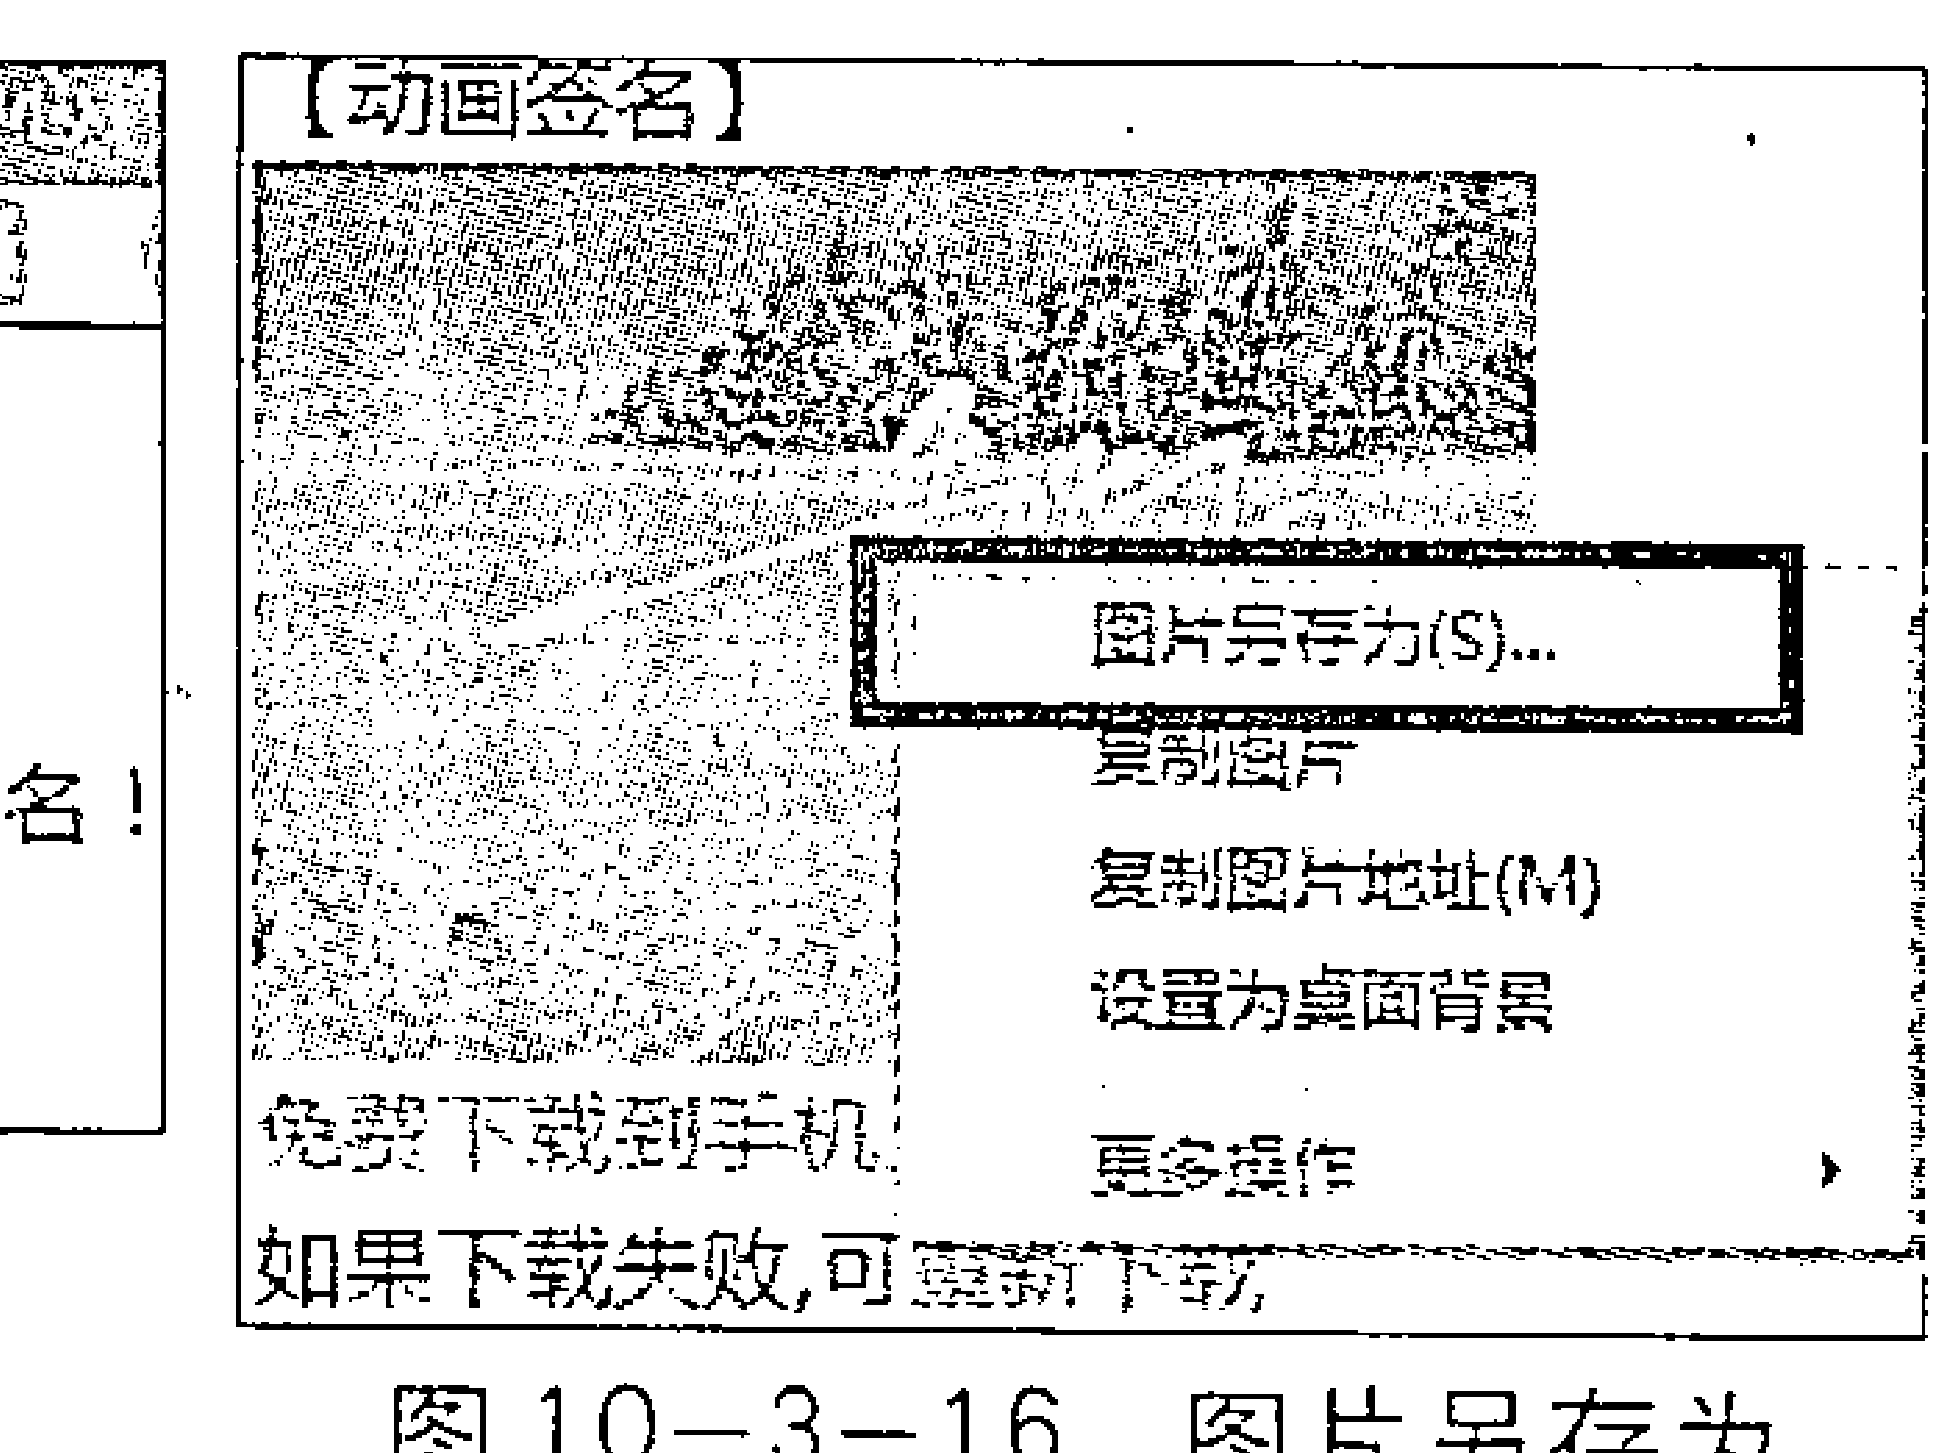 【动画签名】
图片另存为(S)...
复制图片
复制图片地址(M)
设置为桌面背景
更多操作
免费下载到手机
如果下载失败,可重新下载,
名！
图 10-3-16 图片另存为